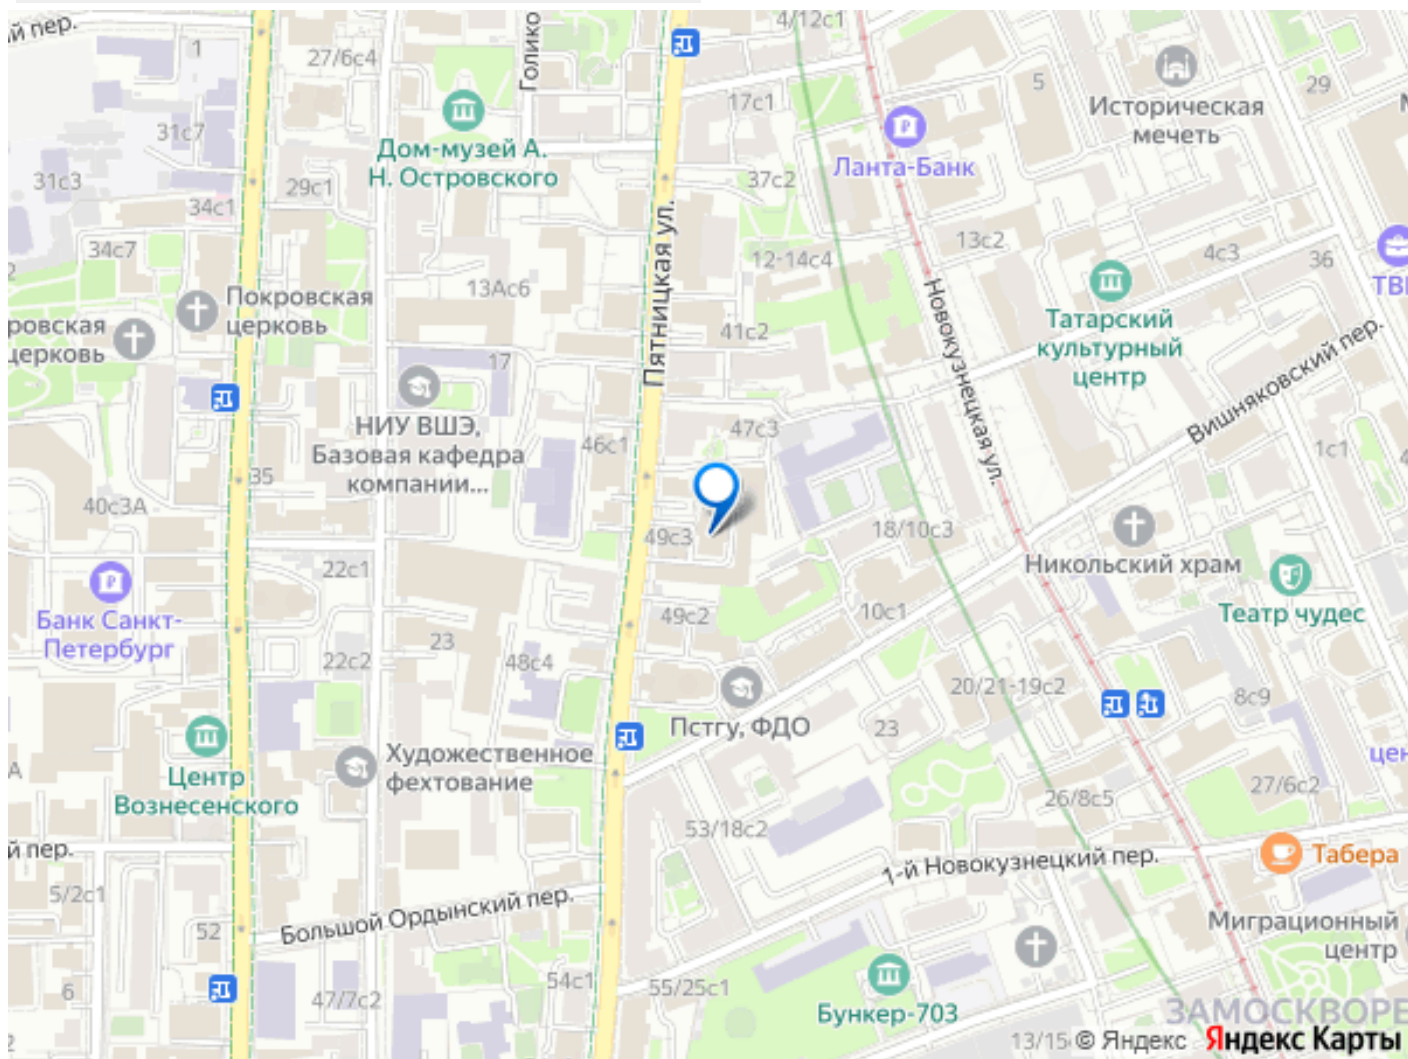 й пер.
1
27/6с4
Голико
4/12с1
5
29
Историческая
мечеть
17с1
Ланта-Банк
31с7
Дом-музей А.
Н. Островского
31с3
29с1
34с1
37с2
34с7
13с2
4с3
36
12-14с4
ТВ
Пятницкая ул.
Новокузнецкая ул.
13Ас6
Покровская
церковь
ровская
церковь
41с2
Татарский
культурный
центр
Вишняковский пер.
17
НИУ ВШЭ,
Базовая кафедра
компании...
46с1
47с3
1с1
35
40с3А
49с3
18/10с3
Никольский храм
22с1
Театр чудес
Банк Санкт-
Петербург
49с2
10с1
23
22с2
48с4
20/21-19с2
8с9
Пстгу, ФДО
23
цен
Художественное
фехтование
Центр
Вознесенского
А
27/6с2
26/8с5
53/18с2
й пер.
1-й Новокузнецкий пер.
Табера
5/2с1
Большой Ордынский пер.
52
Миграционный
центр
54с1
55/25с1
6
47/7с2
Бункер-703
ЗАМОСКВОРЕ
13/15
© Яндекс
Яндекс Карты